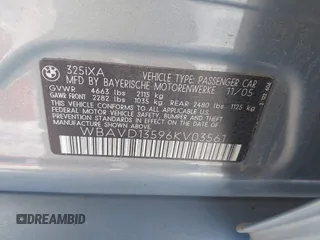 325iXA
VEHICLE TYPE: PASSENGER CAR
MFD BY BAYERISCHE MOTORENWERKE 11/05
GVWR 4663 lbs 2115 kg
GAWR FRONT 2282 lbs 1035 kg REAR 2480 lbs 1125 kg
THIS VEHICLE CONFORMS TO ALL APPLICABLE
FEDERAL MOTOR VEHICLE SAFETY, BUMPER, AND
THEFT PREVENTION STANDARDS IN EFFECT ON THE
DATE OF MANUFACTURE SHOWN ABOVE.
WBAVD13596KV03561
DREAMBID